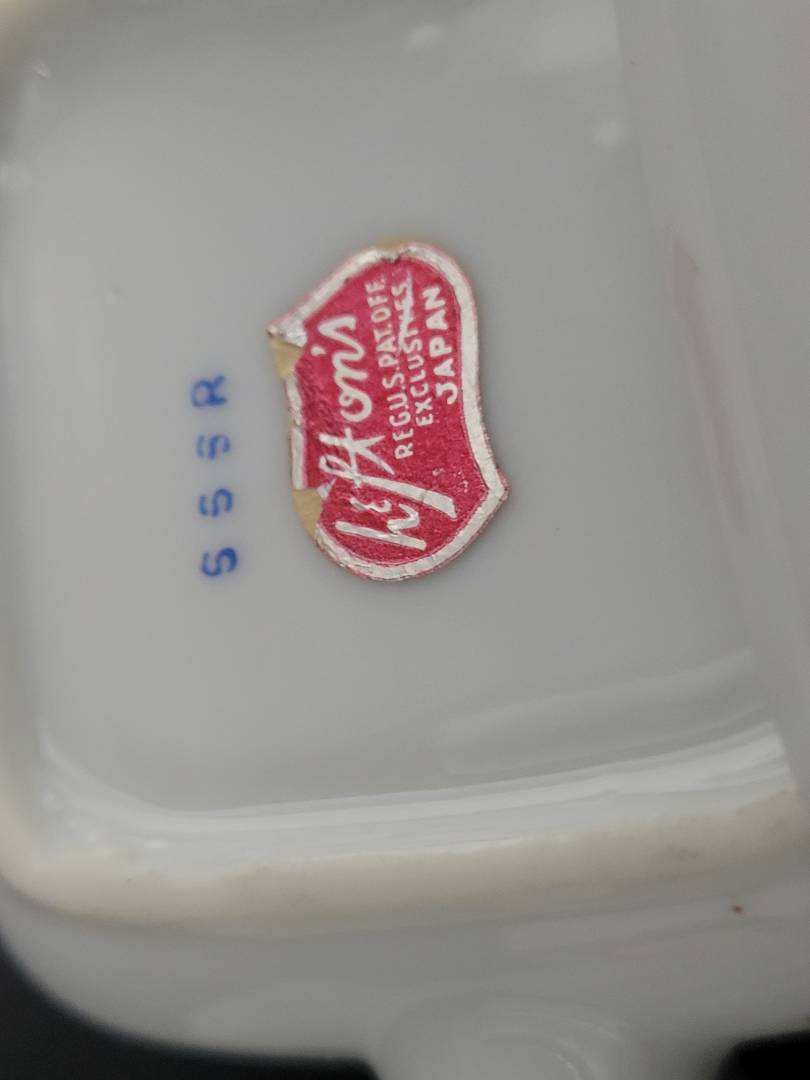 555R
Lefton's
REG.U.S.PAT.OFF.
EXCLUSIVES
JAPAN